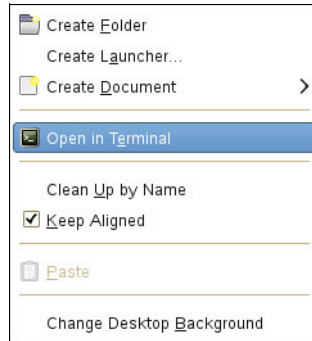 Create Folder
Create Launcher...
Create Document
Open in Terminal
Clean Up by Name
Keep Aligned
Paste
Change Desktop Background